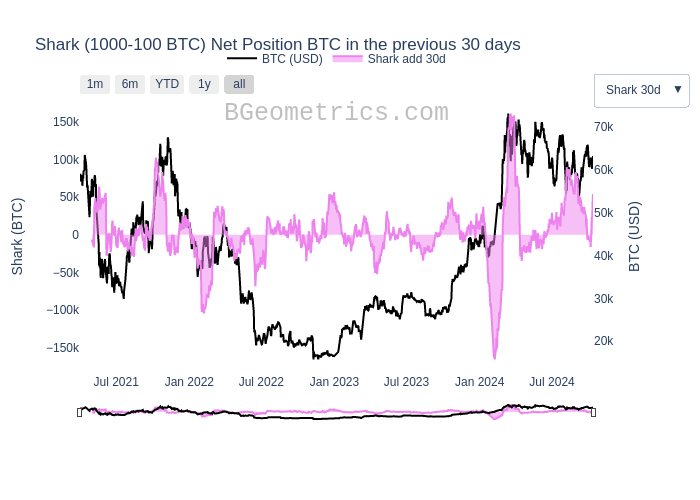 Shark (1000-100 BTC) Net Position BTC in the previous 30 days
BTC (USD) Shark add 30d
1m 6m YTD 1y all
Shark 30d ▼
BGeometrics.com
150k
100k
50k
0
−50k
−100k
−150k
Shark (BTC)
70k
60k
50k
40k
30k
20k
BTC (USD)
Jul 2021 Jan 2022 Jul 2022 Jan 2023 Jul 2023 Jan 2024 Jul 2024